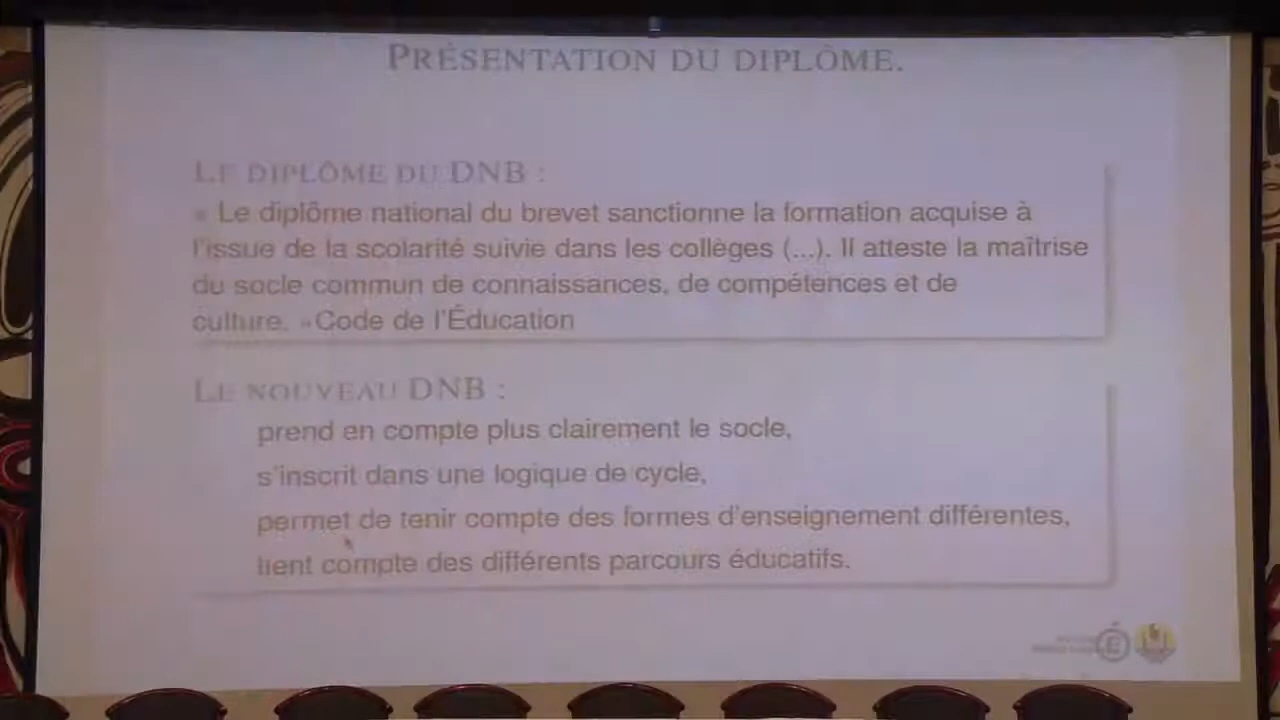 PRÉSENTATION DU DIPLÔME.
LE DIPLÔME DU DNB :
« Le diplôme national du brevet sanctionne la formation acquise à
l'issue de la scolarité suivie dans les collèges (...). Il atteste la maîtrise
du socle commun de connaissances, de compétences et de
culture. »Code de l'Éducation
LE NOUVEAU DNB :
prend en compte plus clairement le socle,
s'inscrit dans une logique de cycle,
permet de tenir compte des formes d'enseignement différentes,
tient compte des différents parcours éducatifs.
É